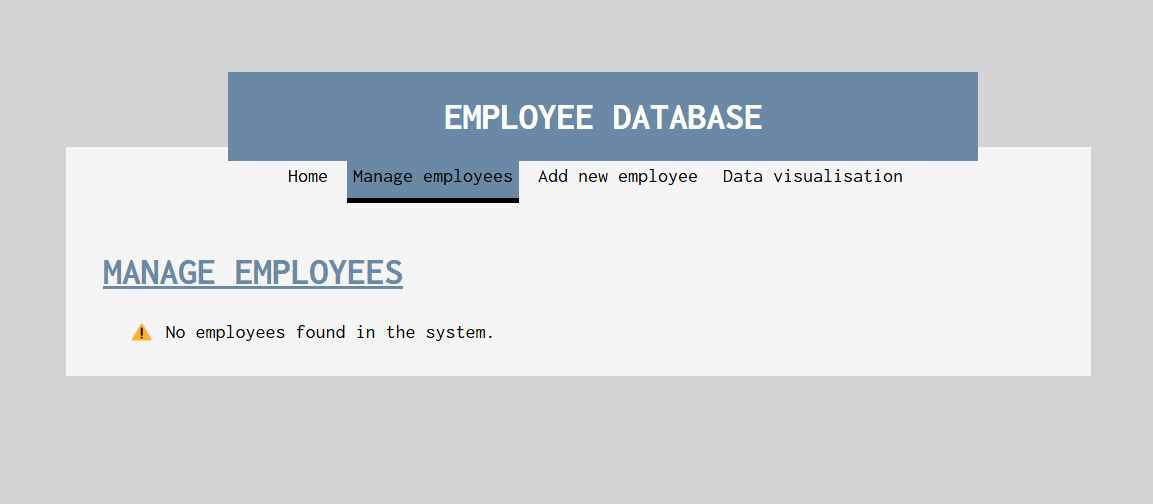 EMPLOYEE DATABASE
Home Manage employees Add new employee Data visualisation
MANAGE EMPLOYEES
No employees found in the system.